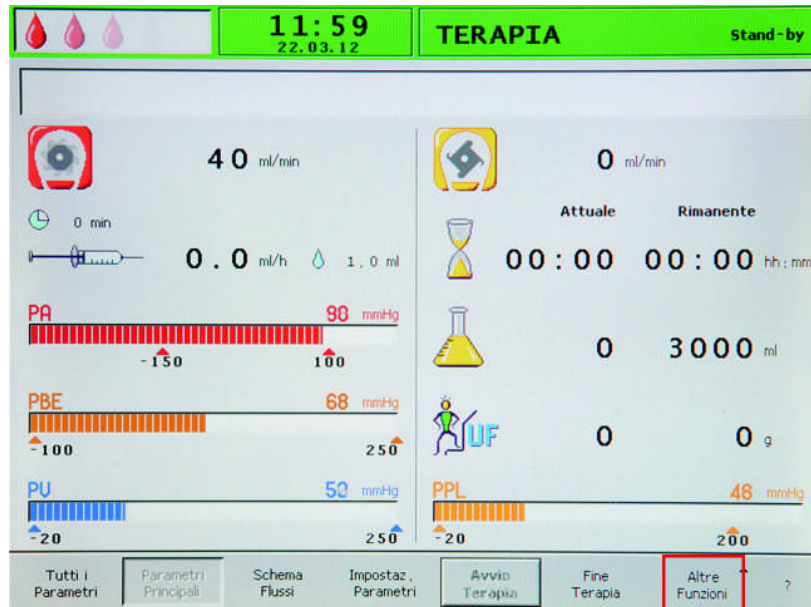 11:59
22.03.12
TERAPIA
Stand-by
40 ml/min
0 ml/min
0 min
Attuale Rimanente
0.0 ml/h 1.0 ml
00:00 00:00 hh:mm
PA 90 mmHg
-150 100
0 3000 ml
PBE 68 mmHg
-100 250
UF 0 0 g
PV 50 mmHg
-20 250
PPL 46 mmHg
-20 200
Tutti i
Parametri
Parametri
Principali
Schema
Flussi
Impostaz.
Parametri
Avvio
Terapia
Fine
Terapia
Altre
Funzioni
?